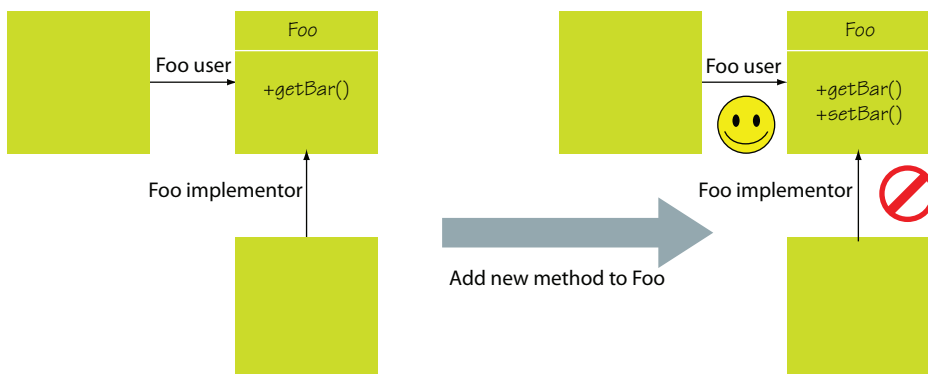 Foo
Foo user
+getBar()
Foo implementor
Add new method to Foo
Foo
Foo user
+getBar()
+setBar()
Foo implementor